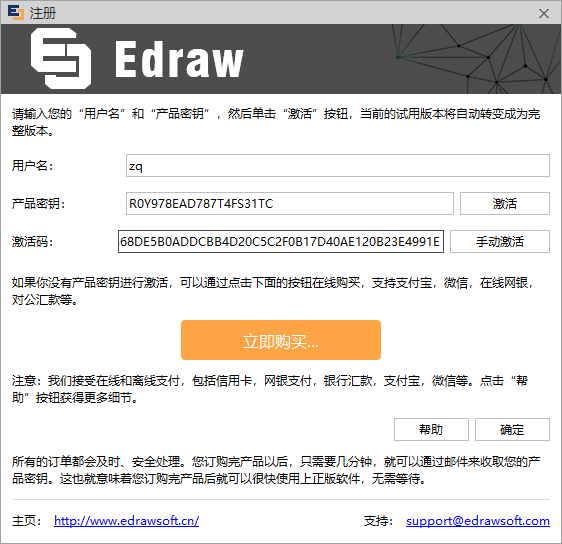 注册
Edraw
请输入您的“用户名”和“产品密钥”，然后单击“激活”按钮，当前的试用版本将自动转变成为完
整版本。
用户名：
zq
产品密钥：
R0Y978EAD787T4FS31TC
激活
激活码：
68DE5B0ADDCBB4D20C5C2F0B17D40AE120B23E4991E
手动激活
如果你没有产品密钥进行激活，可以通过点击下面的按钮在线购买，支持支付宝，微信，在线网银，
对公汇款等。
立即购买...
注意：我们接受在线和离线支付，包括信用卡，网银支付，银行汇款，支付宝，微信等。点击“帮
助”按钮获得更多细节。
帮助
确定
所有的订单都会及时、安全处理。您订购完产品以后，只需要几分钟，就可以通过邮件来收取您的产
品密钥。这也就意味着您订购完产品后就可以很快使用上正版软件，无需等待。
主页： http://www.edrawsoft.cn/
支持： support@edrawsoft.com